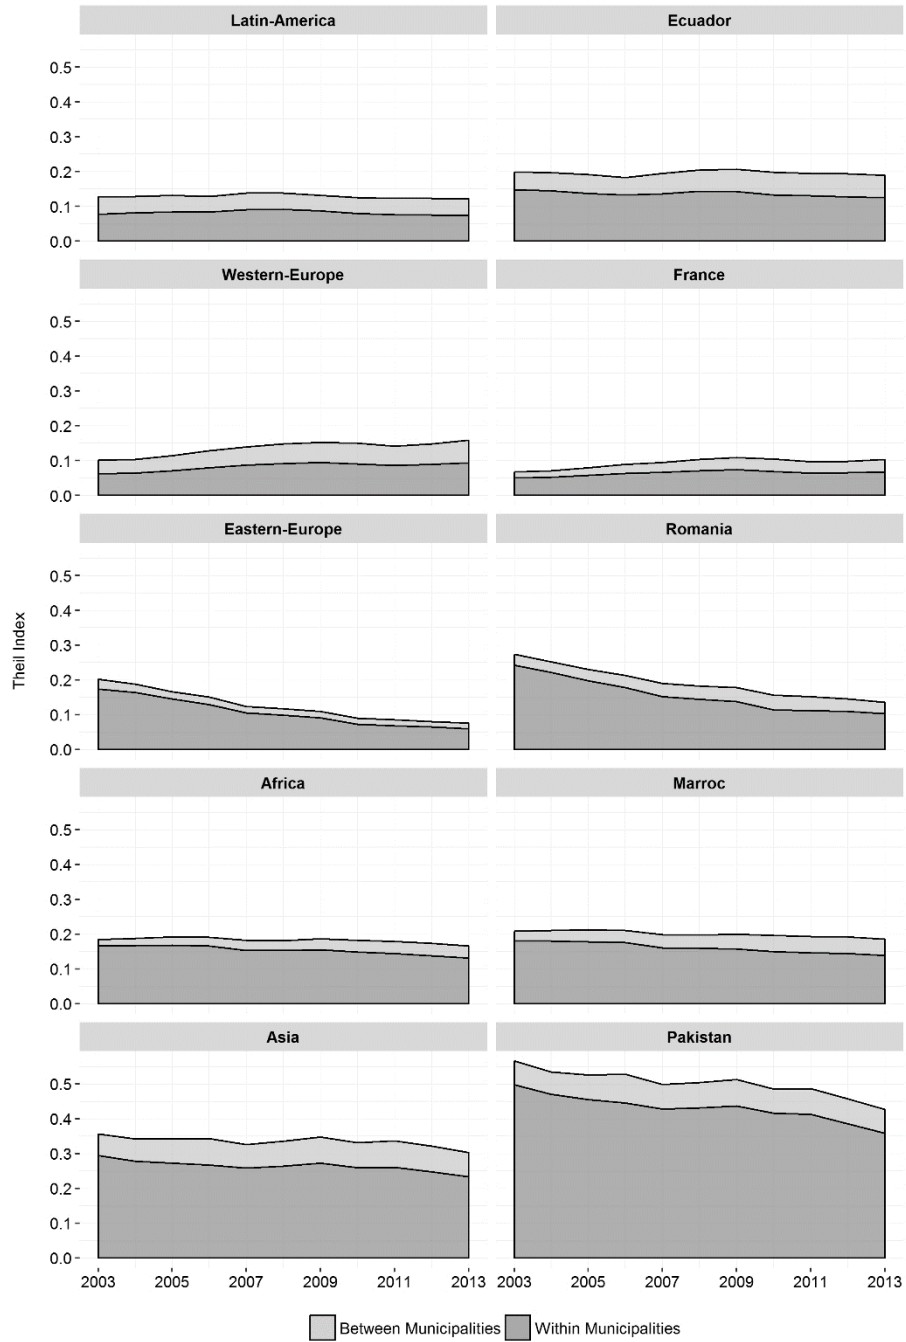 Latin-America
Ecuador
0.5
0.4
0.3
0.2
0.1
0.0
Western-Europe
France
0.5
0.4
0.3
0.2
0.1
0.0
Eastern-Europe
Romania
0.5
0.4
0.3
0.2
0.1
0.0
Theil Index
Africa
Marroc
0.5
0.4
0.3
0.2
0.1
0.0
Asia
Pakistan
0.5
0.4
0.3
0.2
0.1
0.0
2003 2005 2007 2009 2011 2013 2003 2005 2007 2009 2011 2013
Between Municipalities Within Municipalities